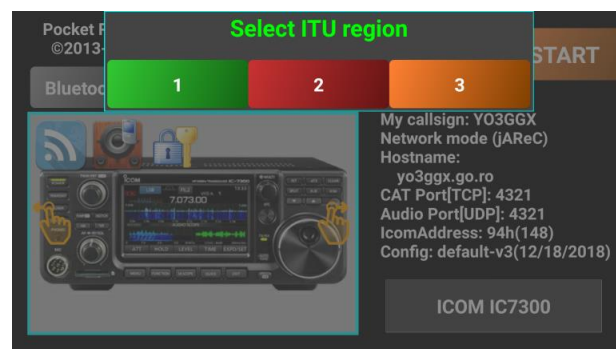 Pocket
©2013-
Select ITU region
1
2
3
START
Bluetoo
ICOM
7.073.00
My callsign: YO3GGX
Network mode (jAReC)
Hostname:
yo3ggx.go.ro
CAT Port[TCP]: 4321
Audio Port[UDP]: 4321
IcomAddress: 94h(148)
Config: default-v3(12/18/2018)
ICOM IC7300